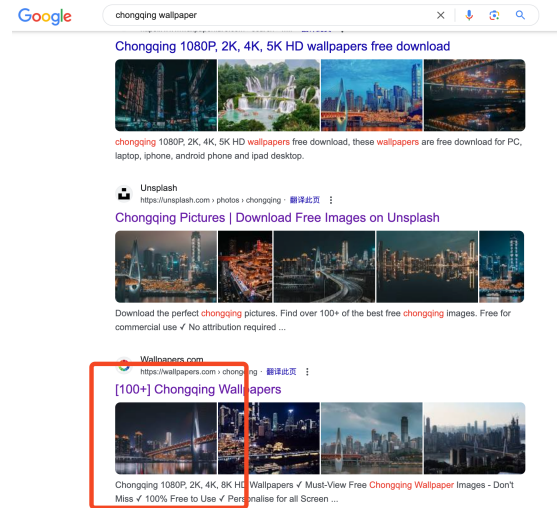 Google
chongqing wallpaper
Chongqing 1080P, 2K, 4K, 5K HD wallpapers free download
chongqing 1080P, 2K, 4K, 5K HD wallpapers free download, these wallpapers are free download for PC,
laptop, iphone, android phone and ipad desktop.
Unsplash
https://unsplash.com › photos › chongqing · 翻译此页
Chongqing Pictures | Download Free Images on Unsplash
Download the perfect chongqing pictures. Find over 100+ of the best free chongqing images. Free for
commercial use ✓ No attribution required ...
Wallpapers.com
https://wallpapers.com › chongqing · 翻译此页
[100+] Chongqing Wallpapers
Chongqing 1080P, 2K, 4K, 8K HD Wallpapers ✓ Must-View Free Chongqing Wallpaper Images - Don't
Miss ✓ 100% Free to Use ✓ Personalise for all Screen ...